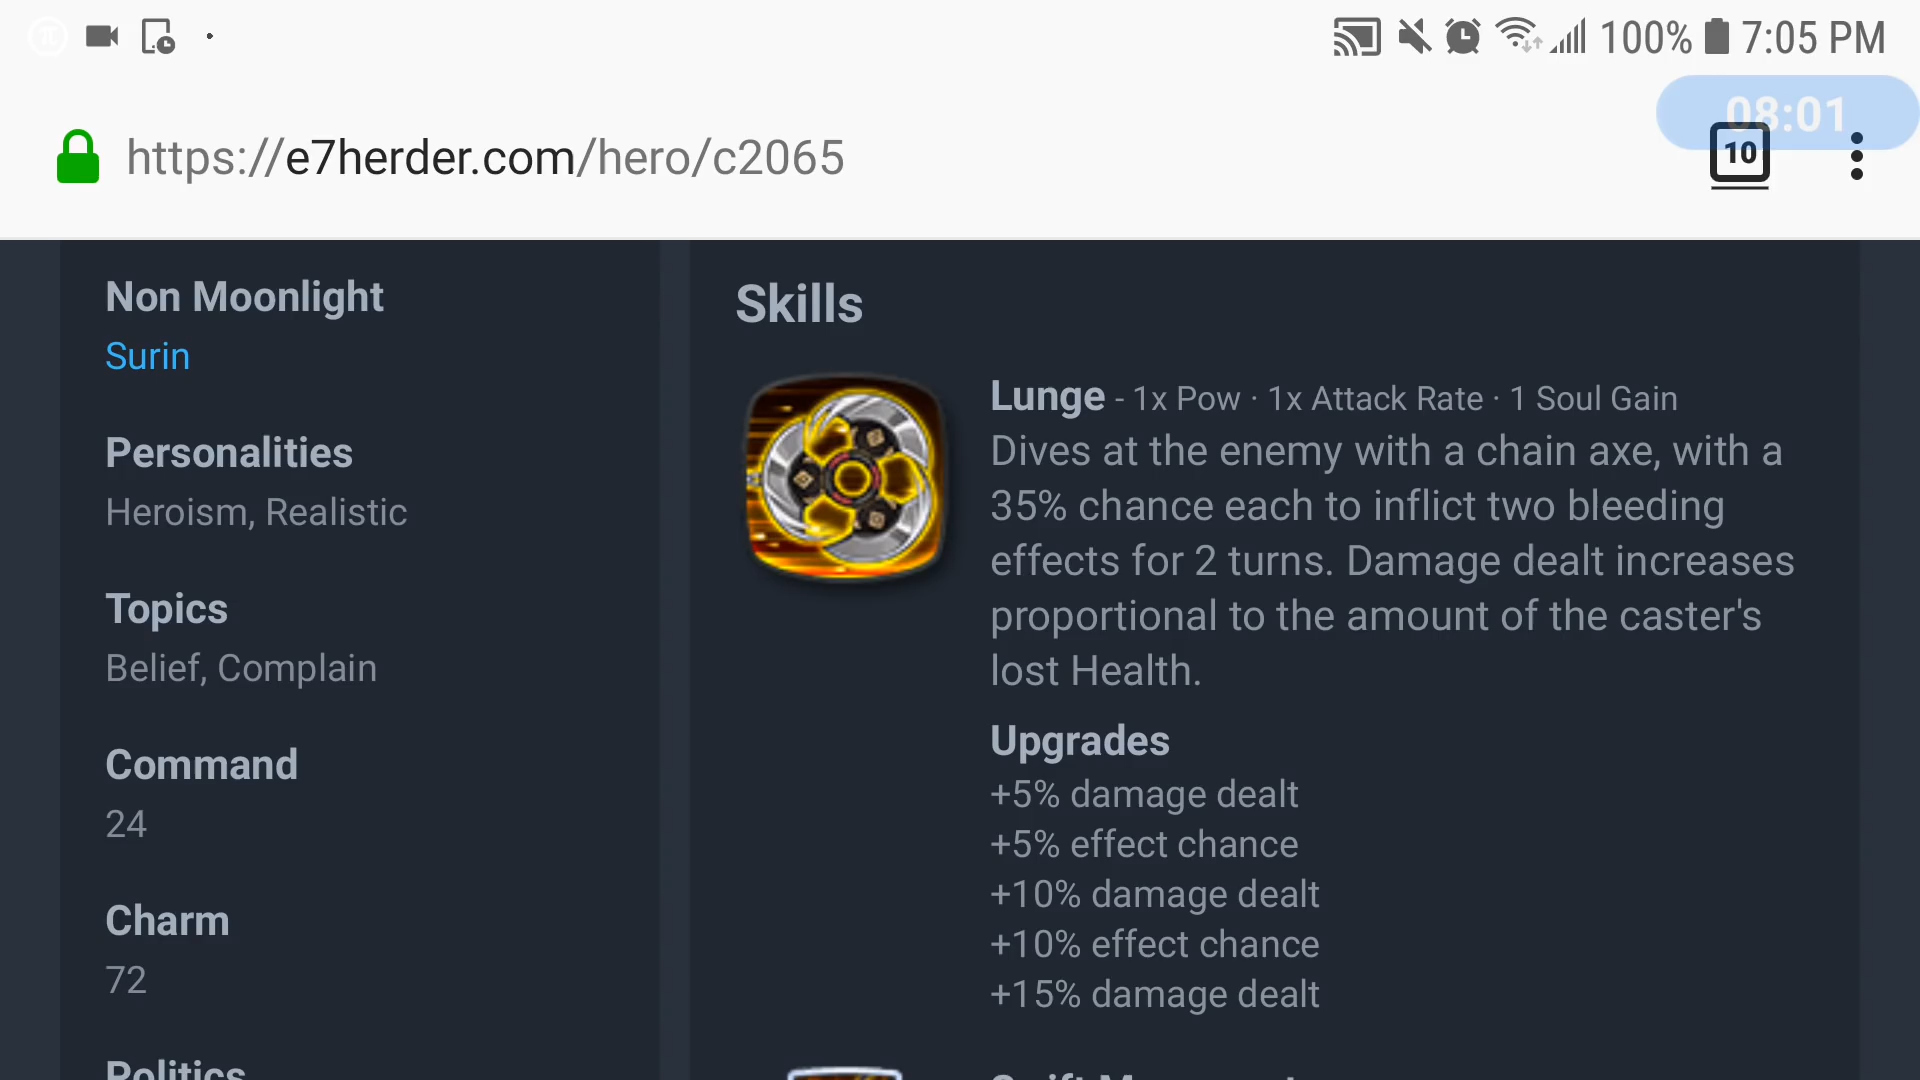 100% 7:05 PM
08:01
https://e7herder.com/hero/c2065
10
Non Moonlight
Surin
Personalities
Heroism, Realistic
Topics
Belief, Complain
Command
24
Charm
72
Politics
Skills
Lunge - 1x Pow · 1x Attack Rate · 1 Soul Gain
Dives at the enemy with a chain axe, with a
35% chance each to inflict two bleeding
effects for 2 turns. Damage dealt increases
proportional to the amount of the caster's
lost Health.
Upgrades
+5% damage dealt
+5% effect chance
+10% damage dealt
+10% effect chance
+15% damage dealt